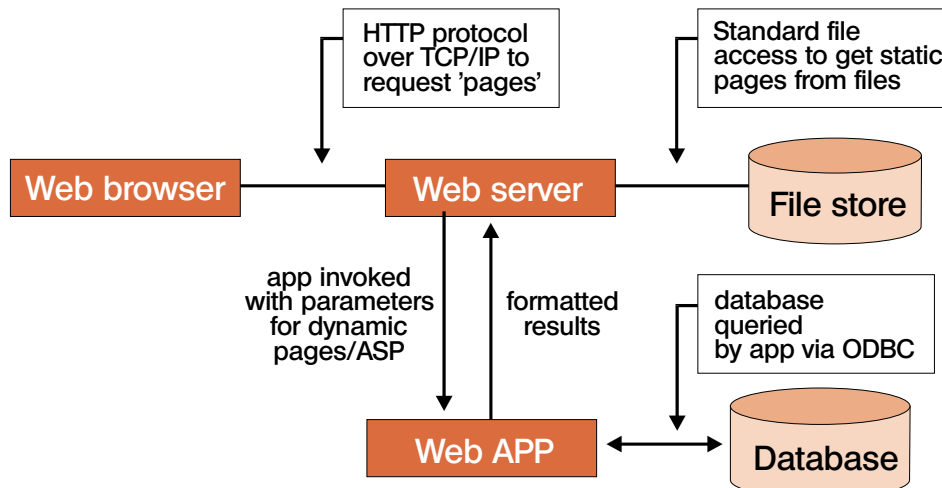 HTTP protocol
over TCP/IP to
request 'pages'
Standard file
access to get static
pages from files
Web browser
Web server
File store
app invoked
with parameters
for dynamic
pages/ASP
formatted
results
database
queried
by app via ODBC
Web APP
Database